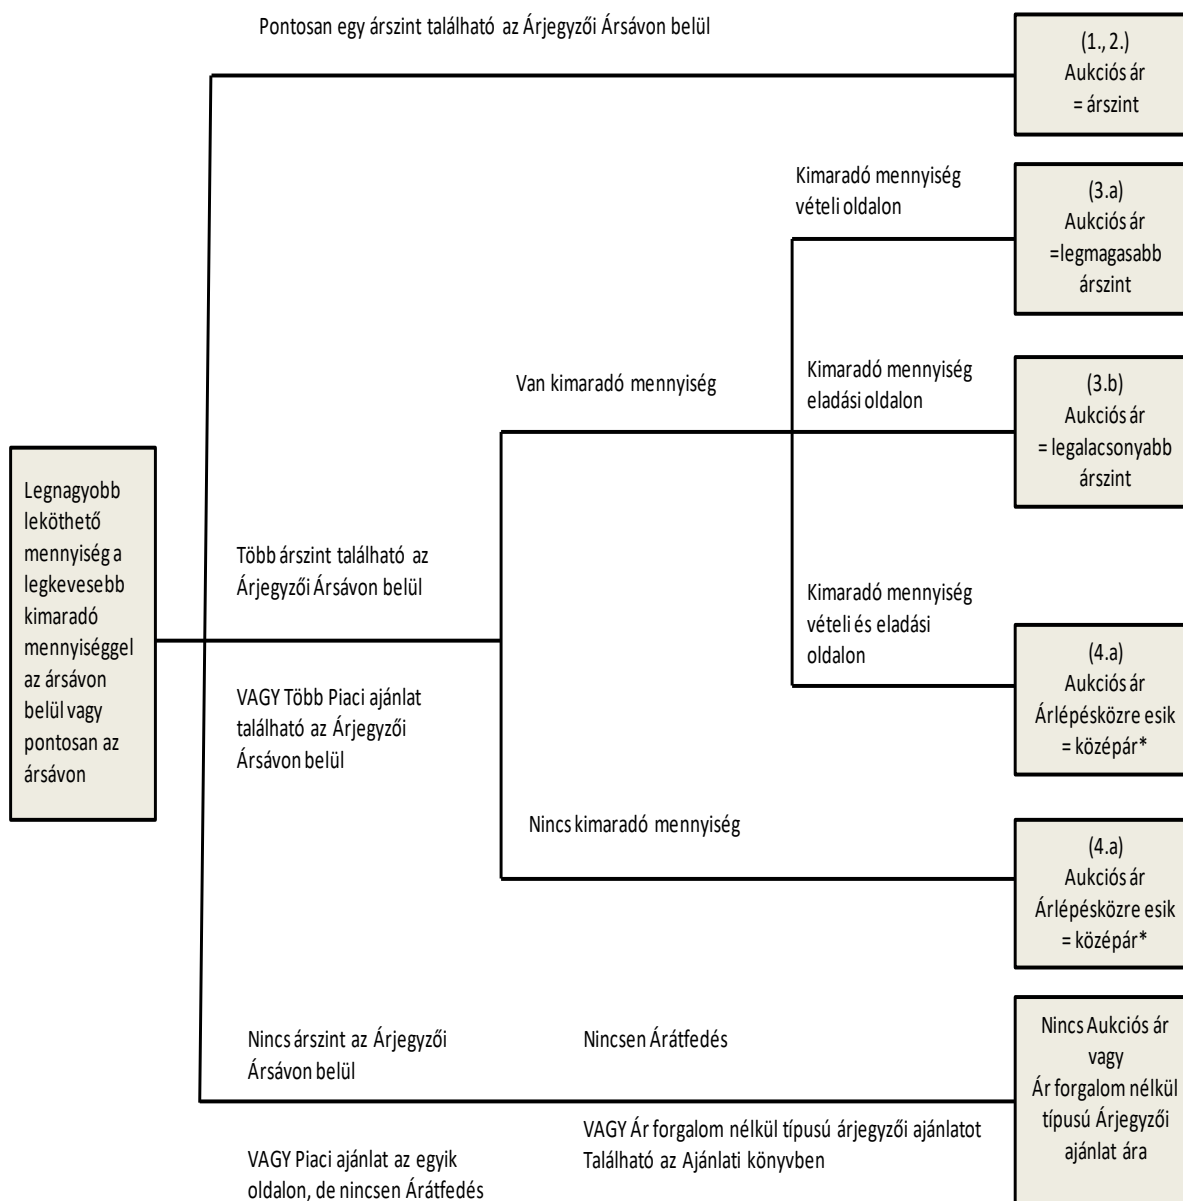 Pontosan egy árszint található az Árjegyzői Ársávon belül
(1., 2.)
Aukciós ár
= árszint
Kimaradó mennyiség
vételi oldalon
(3.a)
Aukciós ár
=legmagasabb
árszint
Van kimaradó mennyiség
Kimaradó mennyiség
eladási oldalon
(3.b)
Aukciós ár
= legalacsonyabb
árszint
Legnagyobb
leköthető
mennyiség a
legkevesebb
kimaradó
mennyiséggel
az ársávon
belül vagy
pontosan az
ársávon
Több árszint található az
Árjegyzői Ársávon belül
VAGY Több Piaci ajánlat
található az Árjegyzői
Ársávon belül
Kimaradó mennyiség
vételi és eladási
oldalon
(4.a)
Aukciós ár
Árlépésközre esik
= középár*
Nincs kimaradó mennyiség
(4.a)
Aukciós ár
Árlépésközre esik
= középár*
Nincs árszint az Árjegyzői
Ársávon belül
Nincsen Árátfedés
VAGY Piaci ajánlat az egyik
oldalon, de nincsen Árátfedés
VAGY Ár forgalom nélkül típusú árjegyzői ajánlatot
Található az Ajánlati könyvben
Nincs Aukciós ár
vagy
Ár forgalom nélkül
típusú Árjegyzői
ajánlat ára